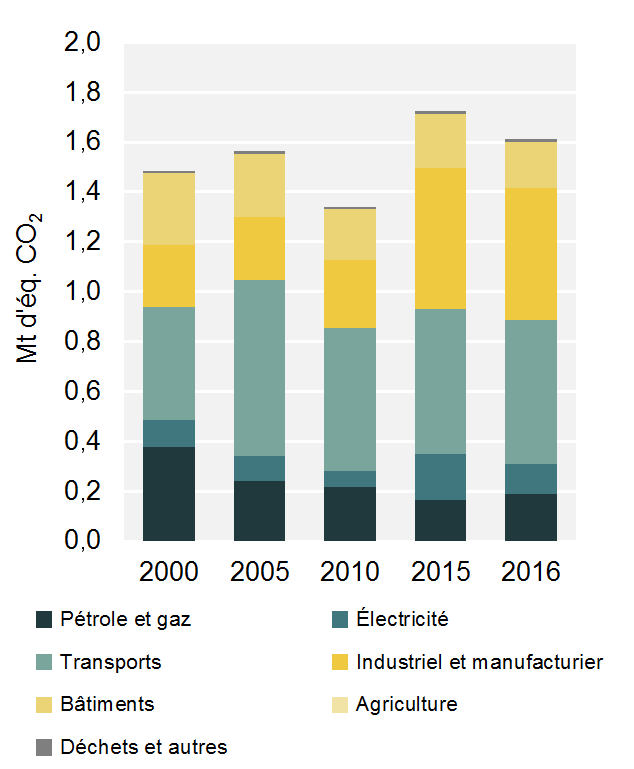 2,0
1,8
1,6
1,4
1,2
1,0
0,8
0,6
0,4
0,2
0,0
Mt d'éq. CO₂
2000 2005 2010 2015 2016
Pétrole et gaz Électricité
Transports Industriel et manufacturier
Bâtiments Agriculture
Déchets et autres